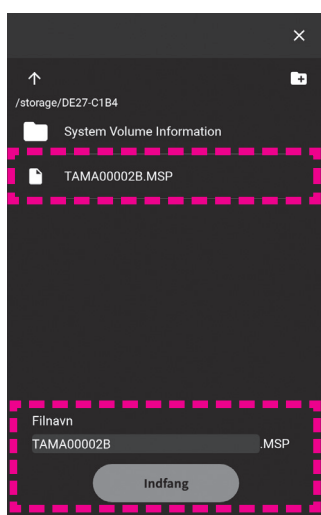 /storage/DE27-C1B4
System Volume Information
TAMA00002B.MSP
Filnavn
TAMA00002B .MSP
Indfang